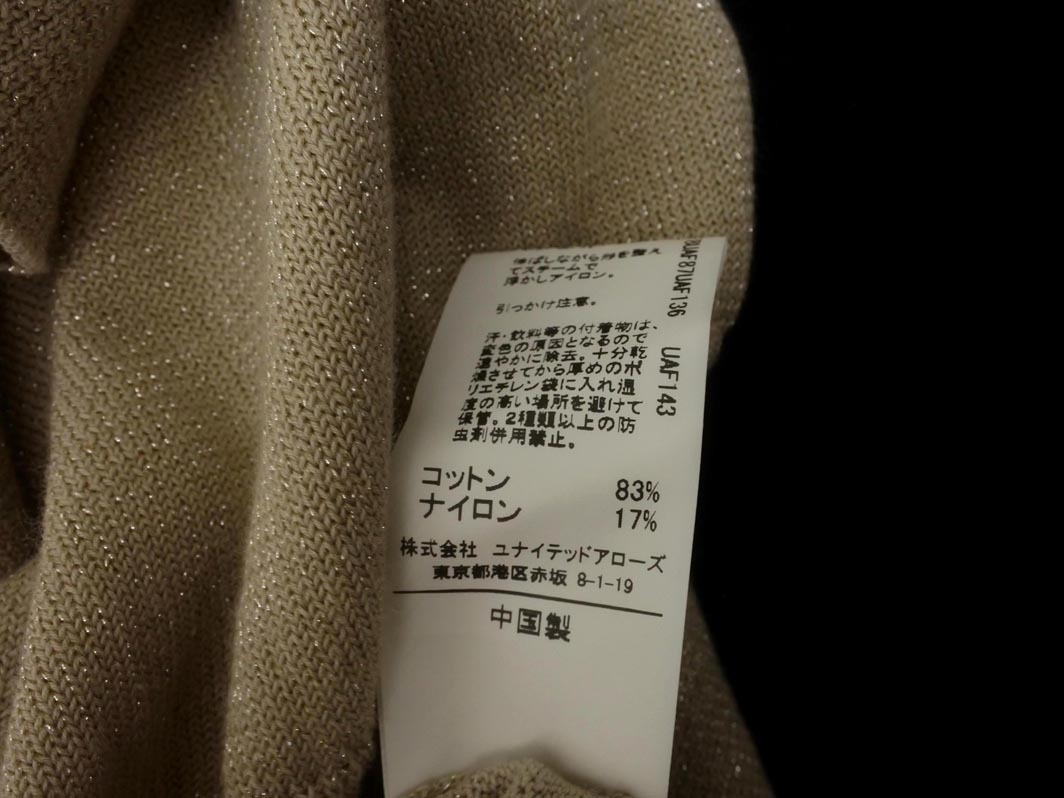 伸ばしながら形を整え
てスチームで
浮かしアイロン。
引っかけ注意。
汗・飲料等の付着物は、
変色の原因となるので
速やかに除去。十分乾
燥させてから厚めのポ
リエチレン袋に入れ温
度の高い場所を避けて
保管。2種類以上の防
虫剤併用禁止。
コットン 83%
ナイロン 17%
株式会社 ユナイテッドアローズ
東京都港区赤坂 8-1-19
中国製
UAF87UAF136 UAF143